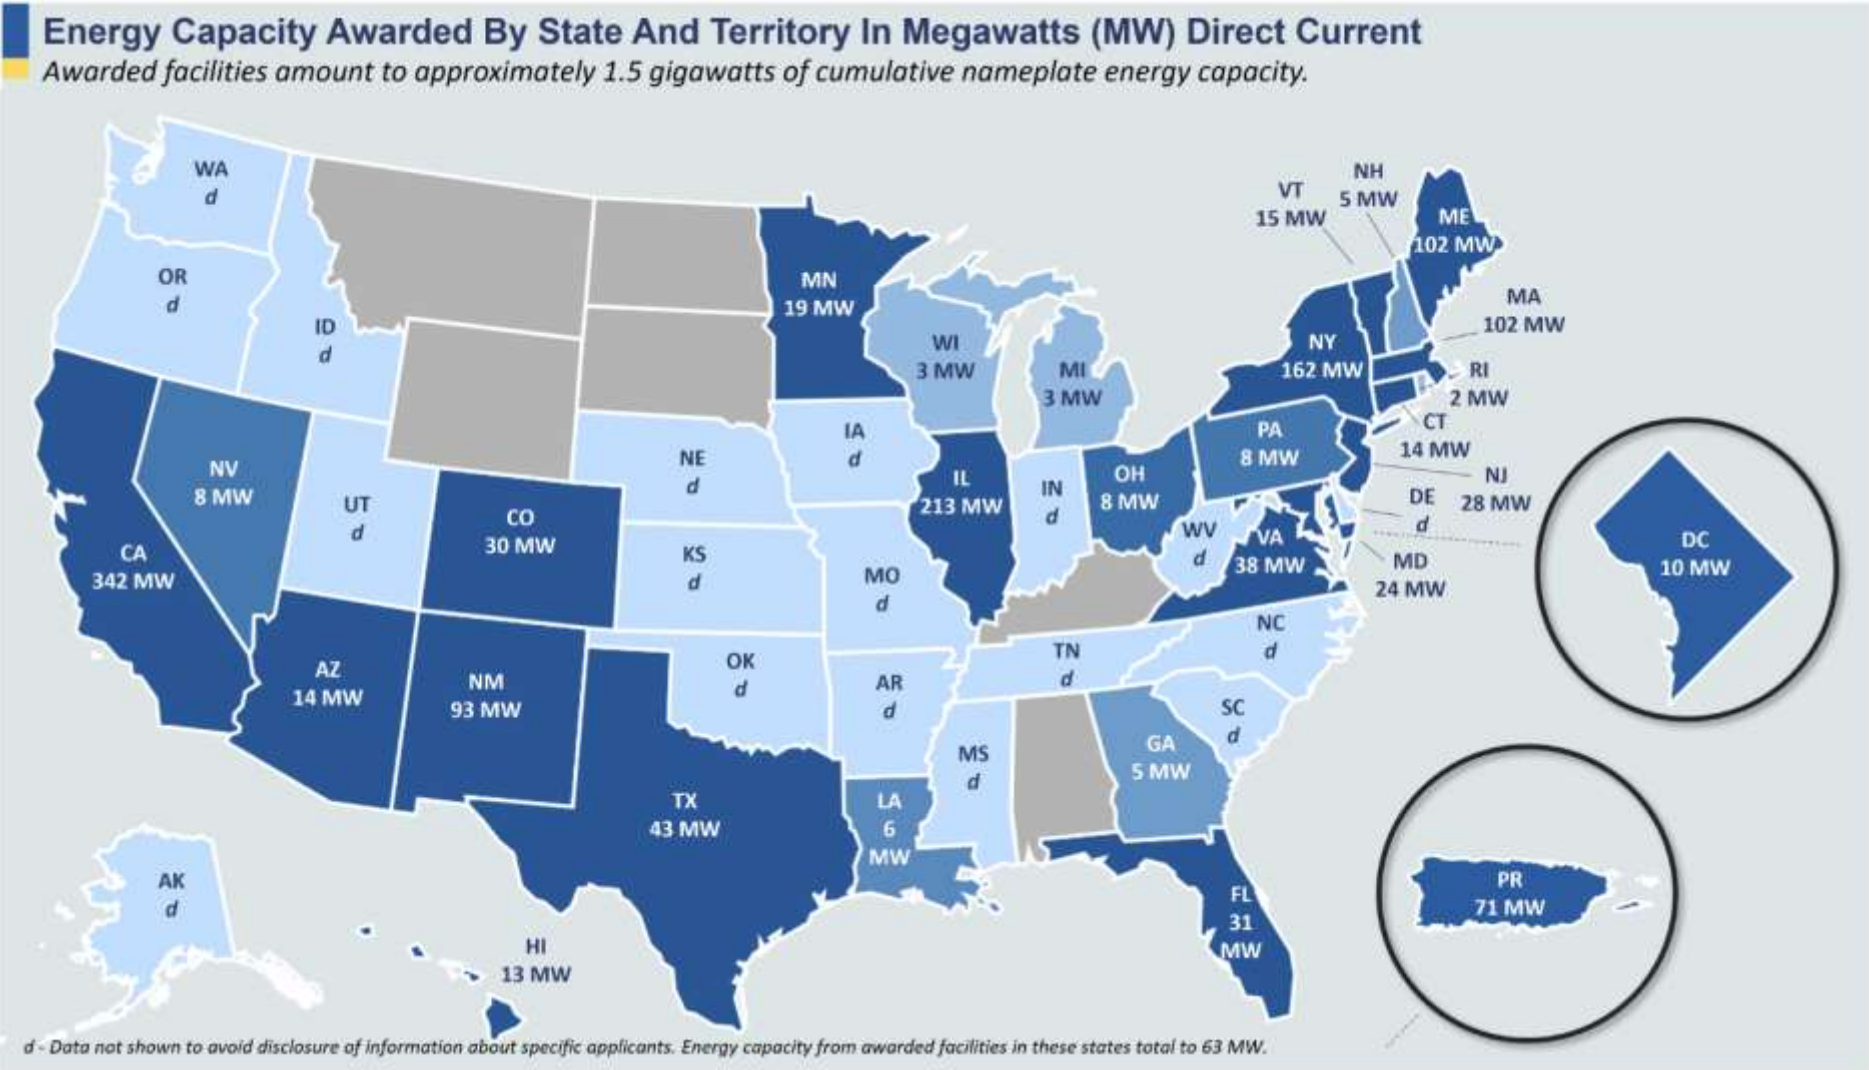 Energy Capacity Awarded By State And Territory In Megawatts (MW) Direct Current
Awarded facilities amount to approximately 1.5 gigawatts of cumulative nameplate energy capacity.
WA
d
OR
d
ID
d
MN
19 MW
WI
3 MW
MI
3 MW
VT
15 MW
NH
5 MW
ME
102 MW
MA
102 MW
NY
162 MW
RI
2 MW
CT
14 MW
NJ
28 MW
PA
8 MW
DE
d
MD
24 MW
DC
10 MW
NV
8 MW
UT
d
CO
30 MW
NE
d
IA
d
IL
213 MW
IN
d
OH
8 MW
WV
d
VA
38 MW
CA
342 MW
KS
d
MO
d
NC
d
TN
d
AZ
14 MW
NM
93 MW
OK
d
AR
d
SC
d
MS
d
GA
5 MW
TX
43 MW
LA
6
MW
FL
31
MW
PR
71 MW
AK
d
HI
13 MW
d - Data not shown to avoid disclosure of information about specific applicants. Energy capacity from awarded facilities in these states total to 63 MW.